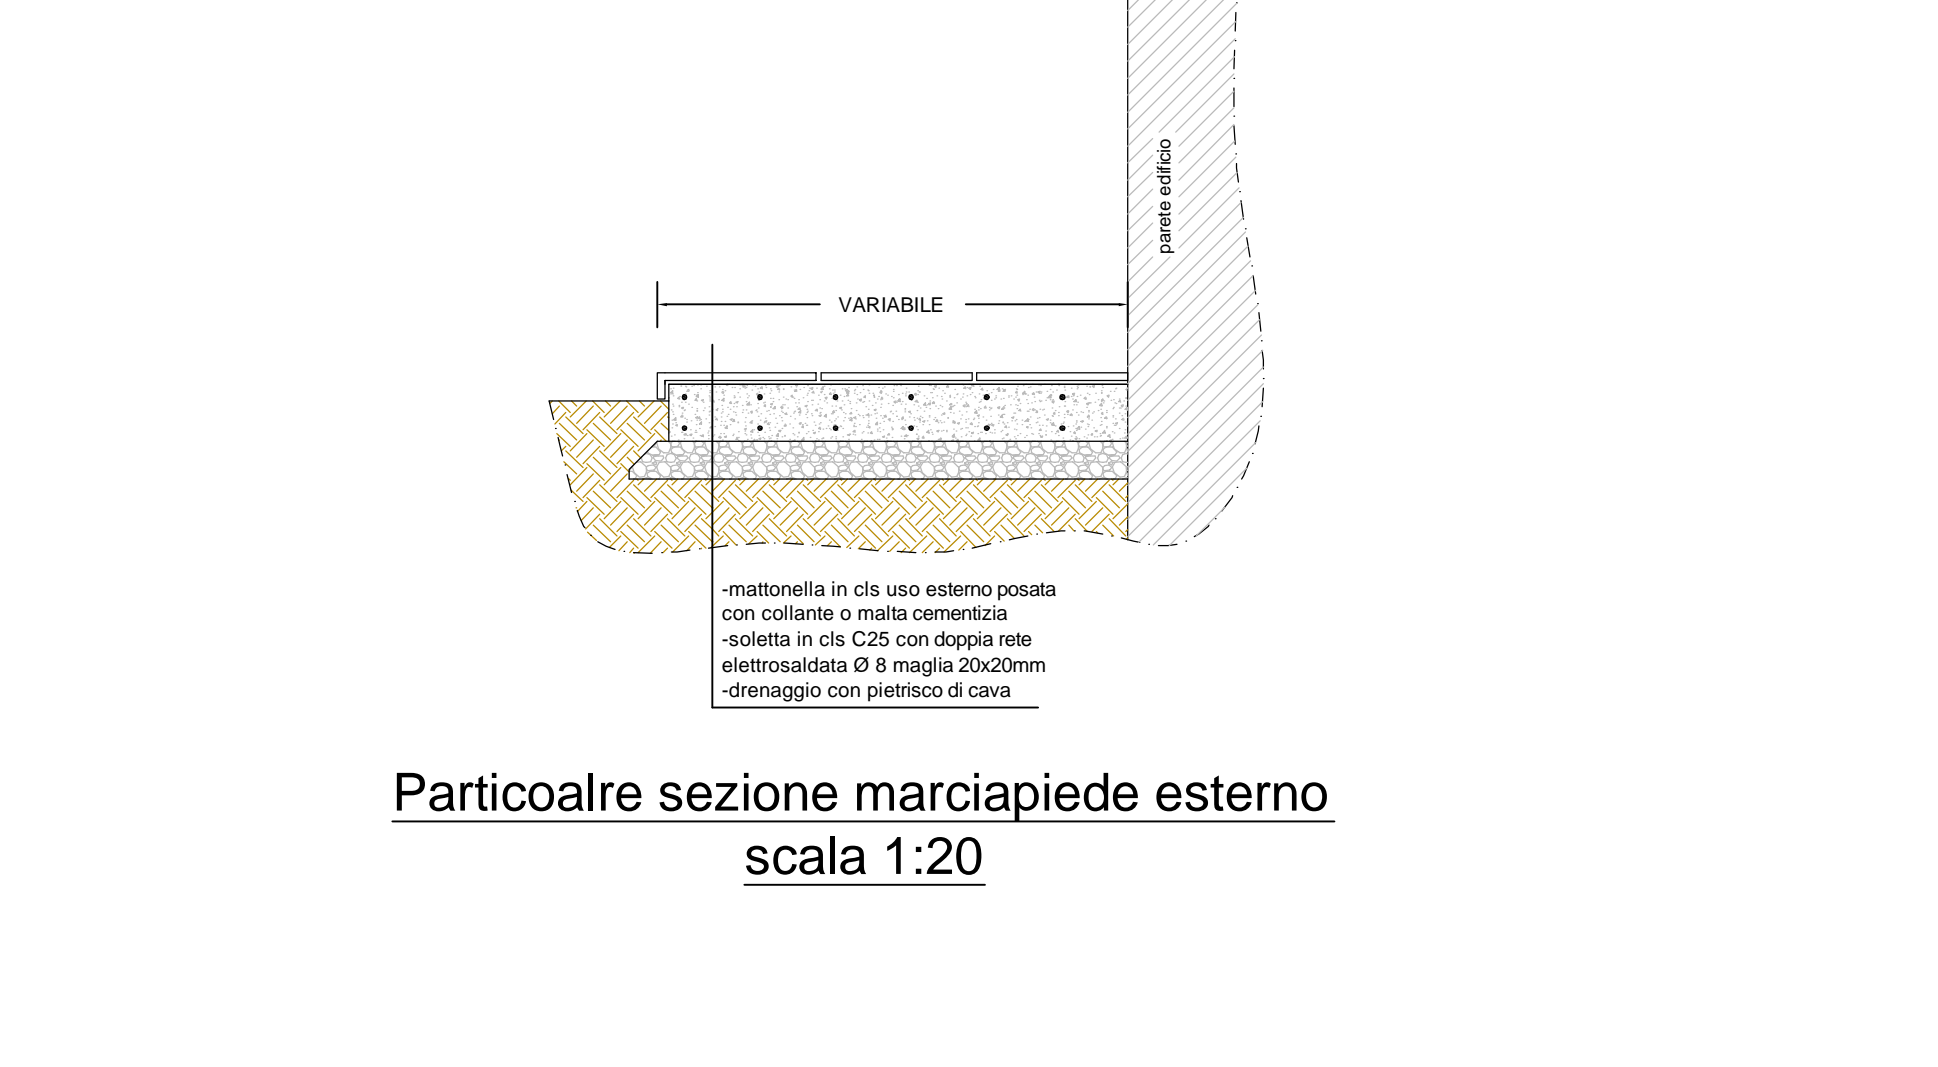 parete edificio
VARIABILE
-mattonella in cls uso esterno posata
con collante o malta cementizia
-soletta in cls C25 con doppia rete
elettrosaldata Ø 8 maglia 20x20mm
-drenaggio con pietrisco di cava
Particoalre sezione marciapiede esterno
scala 1:20